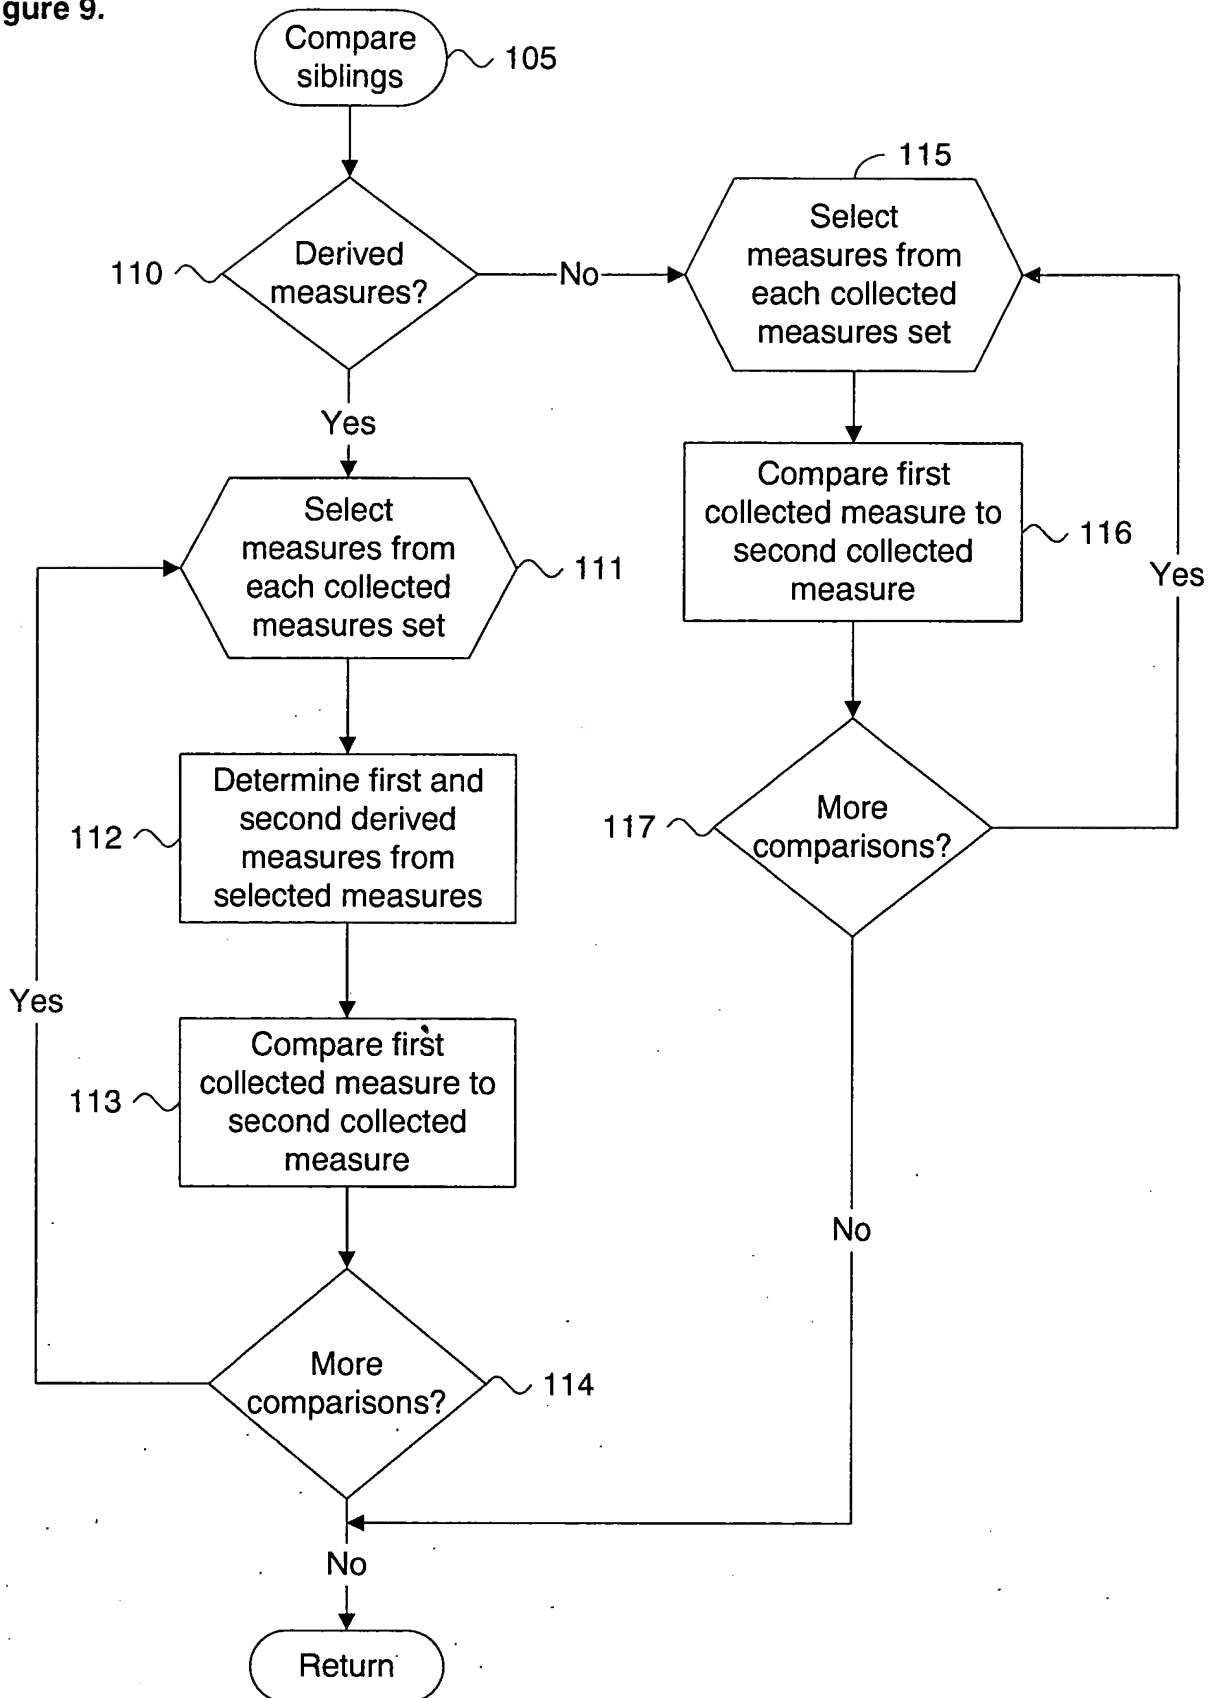 gure 9.
Compare
siblings
105
110
Derived
measures?
No
Yes
115
Select
measures from
each collected
measures set
Compare first
collected measure to
second collected
measure
116
Yes
117
More
comparisons?
No
Select
measures from
each collected
measures set
111
112
Determine first and
second derived
measures from
selected measures
Yes
113
Compare first
collected measure to
second collected
measure
More
comparisons?
114
No
Return